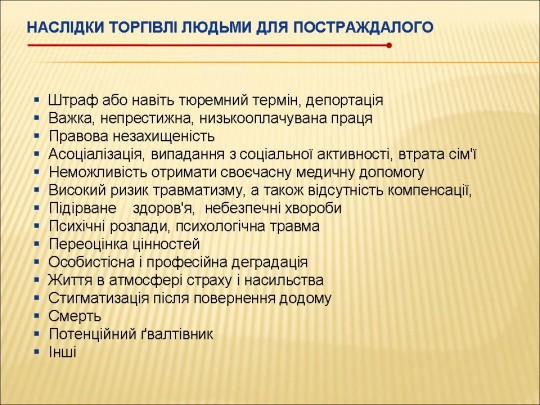 НАСЛІДКИ ТОРГІВЛІ ЛЮДЬМИ ДЛЯ ПОСТРАЖДАЛОГО
▪ Штраф або навіть тюремний термін, депортація
▪ Важка, непрестижна, низькооплачувана праця
▪ Правова незахищеність
▪ Асоціалізація, випадання з соціальної активності, втрата сім'ї
▪ Неможливість отримати своєчасну медичну допомогу
▪ Високий ризик травматизму, а також відсутність компенсації,
▪ Підірване здоров'я, небезпечні хвороби
▪ Психічні розлади, психологічна травма
▪ Переоцінка цінностей
▪ Особистісна і професійна деградація
▪ Життя в атмосфері страху і насильства
▪ Стигматизація після повернення додому
▪ Смерть
▪ Потенційний ґвалтівник
▪ Інші